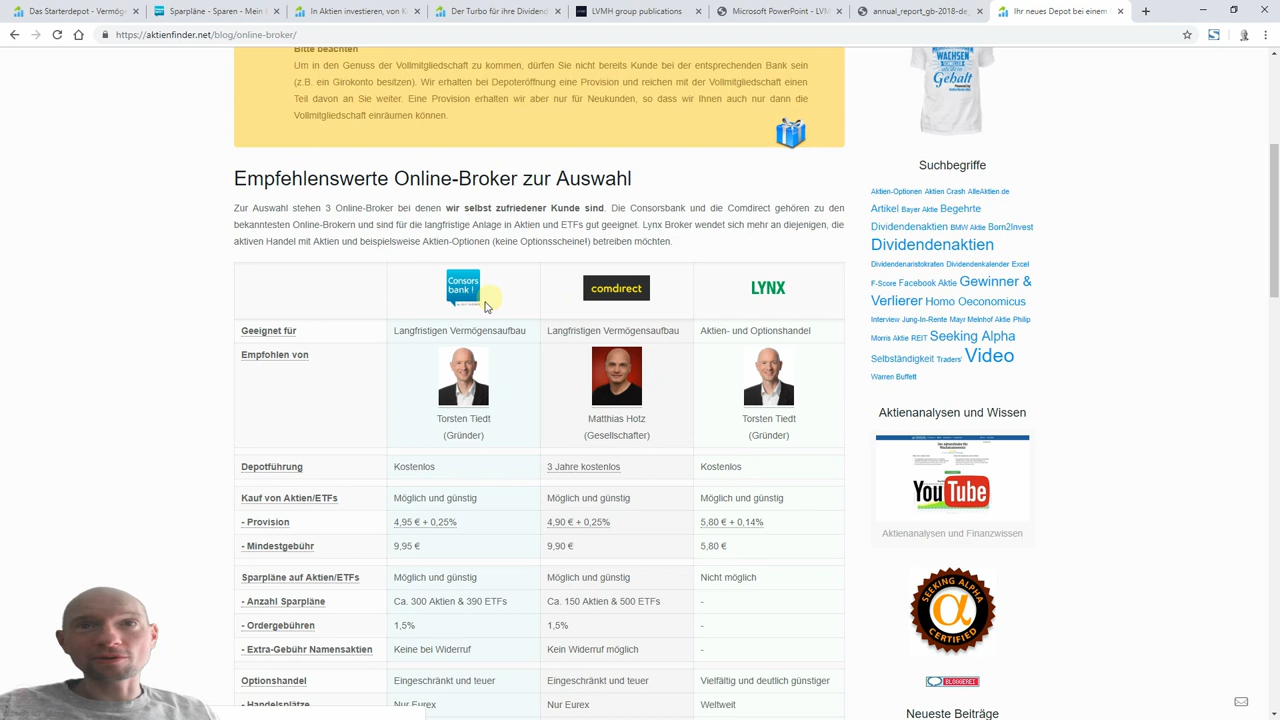 Das Starterdepot - Vermög
Sparpläne - Sparen - Mein I
In Aktien investieren, von K
Der Turbo für ihre Dividend
LVMH group publications
Microsoft PowerPoint - LVM
annual_report_gb-2018-de
Ihr neues Depot bei einem
https://aktienfinder.net/blog/online-broker/
Bitte beachten
Um in den Genuss der Vollmitgliedschaft zu kommen, dürfen Sie nicht bereits Kunde bei der entsprechenden Bank sein
(z.B. ein Girokonto besitzen). Wir erhalten bei Depoteröffnung eine Provision und reichen mit der Vollmitgliedschaft einen
Teil davon an Sie weiter. Eine Provision erhalten wir aber nur für Neukunden, so dass wir Ihnen auch nur dann die
Vollmitgliedschaft einräumen können.
Empfehlenswerte Online-Broker zur Auswahl
Zur Auswahl stehen 3 Online-Broker bei denen wir selbst zufriedener Kunde sind. Die Consorsbank und die Comdirect gehören zu den
bekanntesten Online-Brokern und sind für die langfristige Anlage in Aktien und ETFs gut geeignet. Lynx Broker wendet sich mehr an diejenigen, die
aktiven Handel mit Aktien und beispielsweise Aktien-Optionen (keine Optionsscheine!) betreiben möchten.
Consors
bank !
comdirect
LYNX
Geeignet für
Langfristigen Vermögensaufbau
Langfristigen Vermögensaufbau
Aktien- und Optionshandel
Empfohlen von
Torsten Tiedt
(Gründer)
Matthias Hotz
(Gesellschafter)
Torsten Tiedt
(Gründer)
Depotführung
Kostenlos
3 Jahre kostenlos
Kostenlos
Kauf von Aktien/ETFs
Möglich und günstig
Möglich und günstig
Möglich und günstig
- Provision
4,95 € + 0,25%
4,90 € + 0,25%
5,80 € + 0,14%
- Mindestgebühr
9,95 €
9,90 €
5,80 €
Sparpläne auf Aktien/ETFs
Möglich und günstig
Möglich und günstig
Nicht möglich
- Anzahl Sparpläne
Ca. 300 Aktien & 390 ETFs
Ca. 150 Aktien & 500 ETFs
-
- Ordergebühren
1,5%
1,5%
-
- Extra-Gebühr Namensaktien
Keine bei Widerruf
Kein Widerruf möglich
-
Optionshandel
Eingeschränkt und teuer
Eingeschränkt und teuer
Vielfältig und deutlich günstiger
- Handelsplätze
Nur Eurex
Nur Eurex
Weltweit
WACHSEN
Gehalt
Suchbegriffe
Aktien-Optionen Aktien Crash AlleAktien.de
Artikel Bayer Aktie Begehrte
Dividendenaktien BMW Aktie Born2Invest
Dividendenaktien
Dividendenaristokraten Dividendenkalender Excel
F-Score Facebook Aktie Gewinner &
Verlierer Homo Oeconomicus
Interview Jung-In-Rente Mayr Melnhof Aktie Philip
Morris Aktie REIT Seeking Alpha
Selbständigkeit Traders' Video
Warren Buffett
Aktienanalysen und Wissen
YouTube
Aktienanalysen und Finanzwissen
SEEKING ALPHA
α
CERTIFIED
BLOGGEREI
Neueste Beiträge